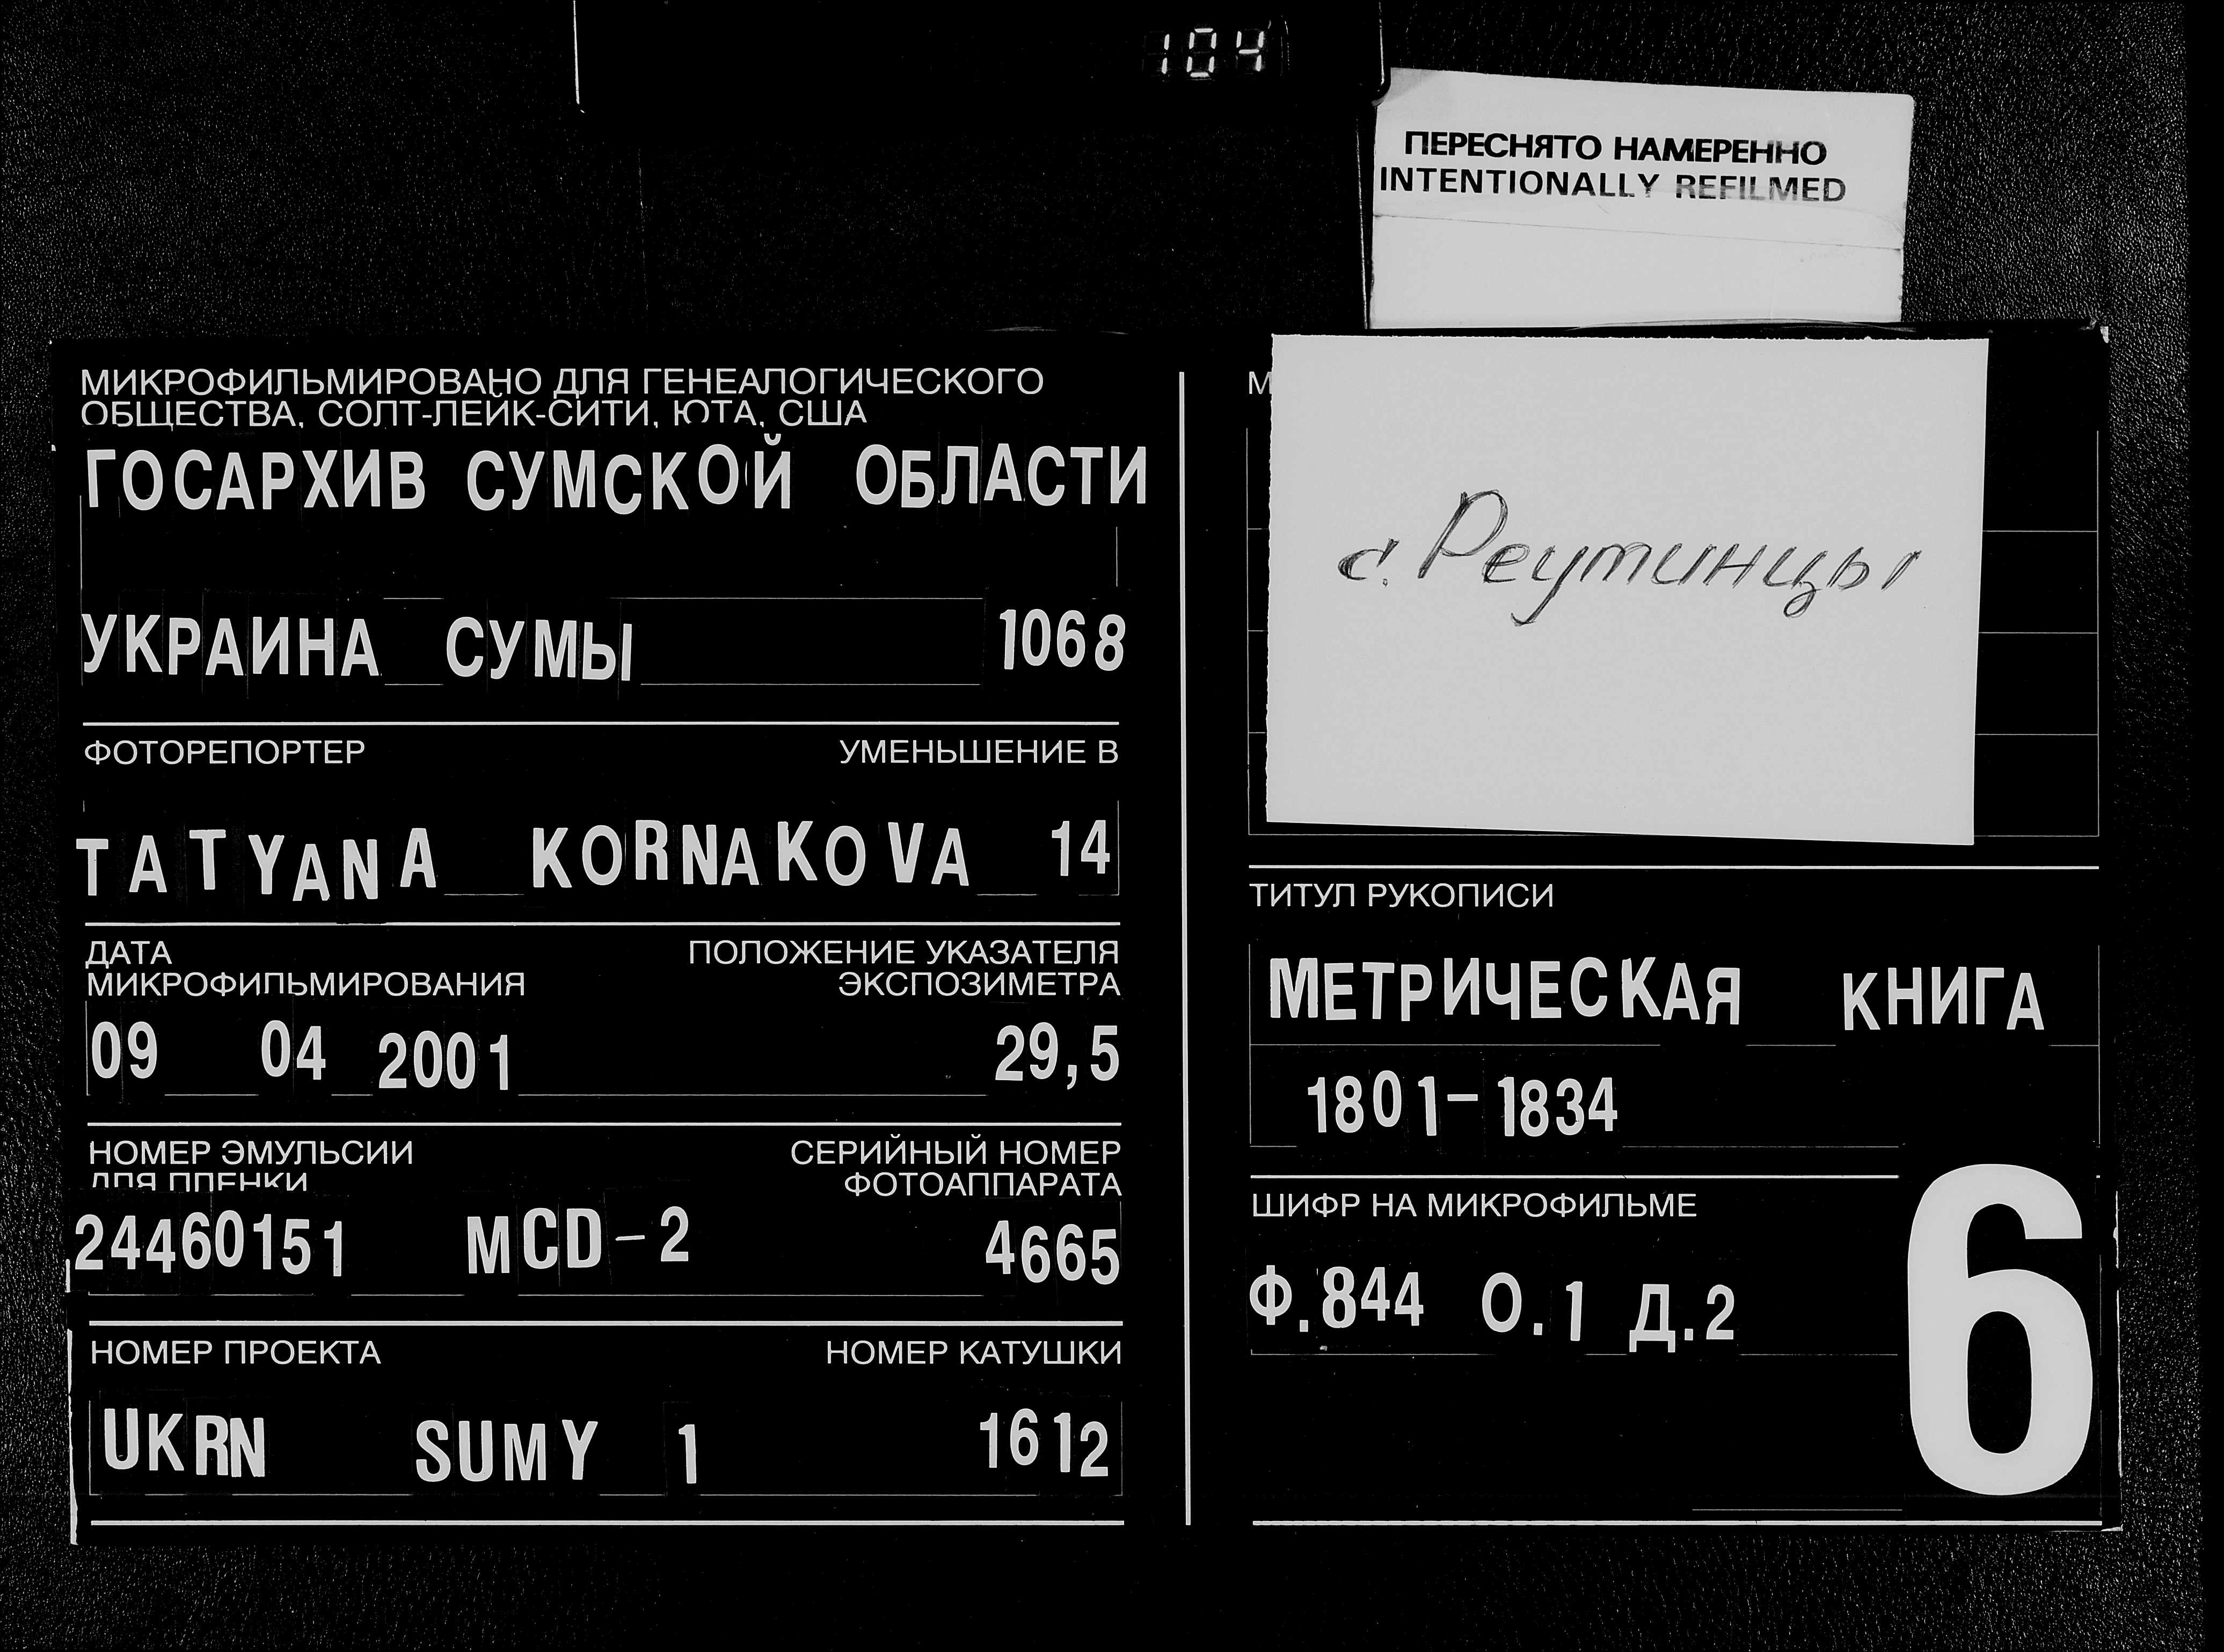 104
ПЕРЕСНЯТО НАМЕРЕННО
INTENTIONALLY REFILMED
МИКРОФИЛЬМИРОВАНО ДЛЯ ГЕНЕАЛОГИЧЕСКОГО
ОБЩЕСТВА, СОЛТ-ЛЕЙК-СИТИ, ЮТА, США
ГОСАРХИВ СУМСКОЙ ОБЛАСТИ
УКРАИНА СУМЫ 1068
ФОТОРЕПОРТЕР УМЕНЬШЕНИЕ В
TATYANA KORNAKOVA 14
ДАТА ПОЛОЖЕНИЕ УКАЗАТЕЛЯ
МИКРОФИЛЬМИРОВАНИЯ ЭКСПОЗИМЕТРА
09 04 2001 29,5
НОМЕР ЭМУЛЬСИИ СЕРИЙНЫЙ НОМЕР
ДЛЯ ПЛЕНКИ ФОТОАППАРАТА
24460151 MCD-2 4665
НОМЕР ПРОЕКТА НОМЕР КАТУШКИ
UKRN SUMY 1 1612
М
с. Реутинцы
ТИТУЛ РУКОПИСИ
МЕТРИЧЕСКАЯ КНИГА
1801-1834
ШИФР НА МИКРОФИЛЬМЕ
Ф.844 О.1 Д.2
6